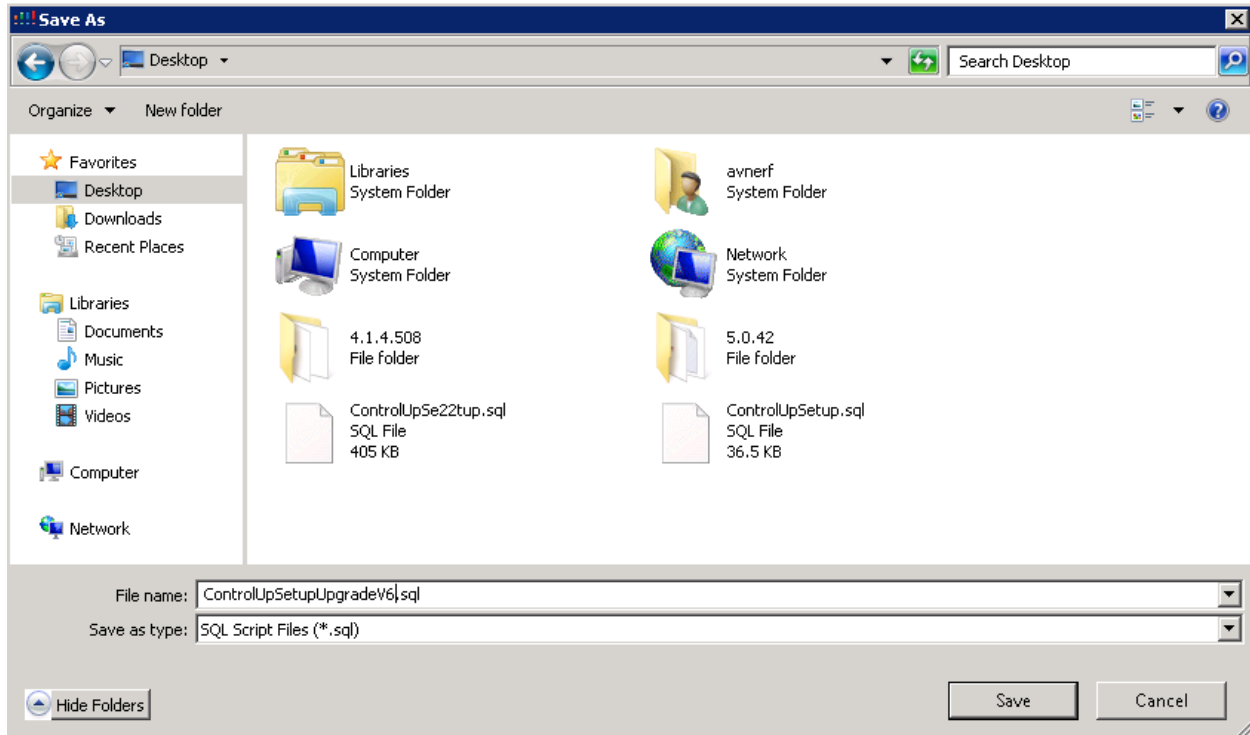 Save As
Desktop
Search Desktop
Organize New folder
Favorites
Desktop
Downloads
Recent Places
Libraries
Documents
Music
Pictures
Videos
Computer
Network
Libraries
System Folder
avnerf
System Folder
Computer
System Folder
Network
System Folder
4.1.4.508
File folder
5.0.42
File folder
ControlUpSe22tup.sql
SQL File
405 KB
ControlUpSetup.sql
SQL File
36.5 KB
File name: ControlUpSetupUpgradeV6.sql
Save as type: SQL Script Files (*.sql)
Hide Folders
Save Cancel